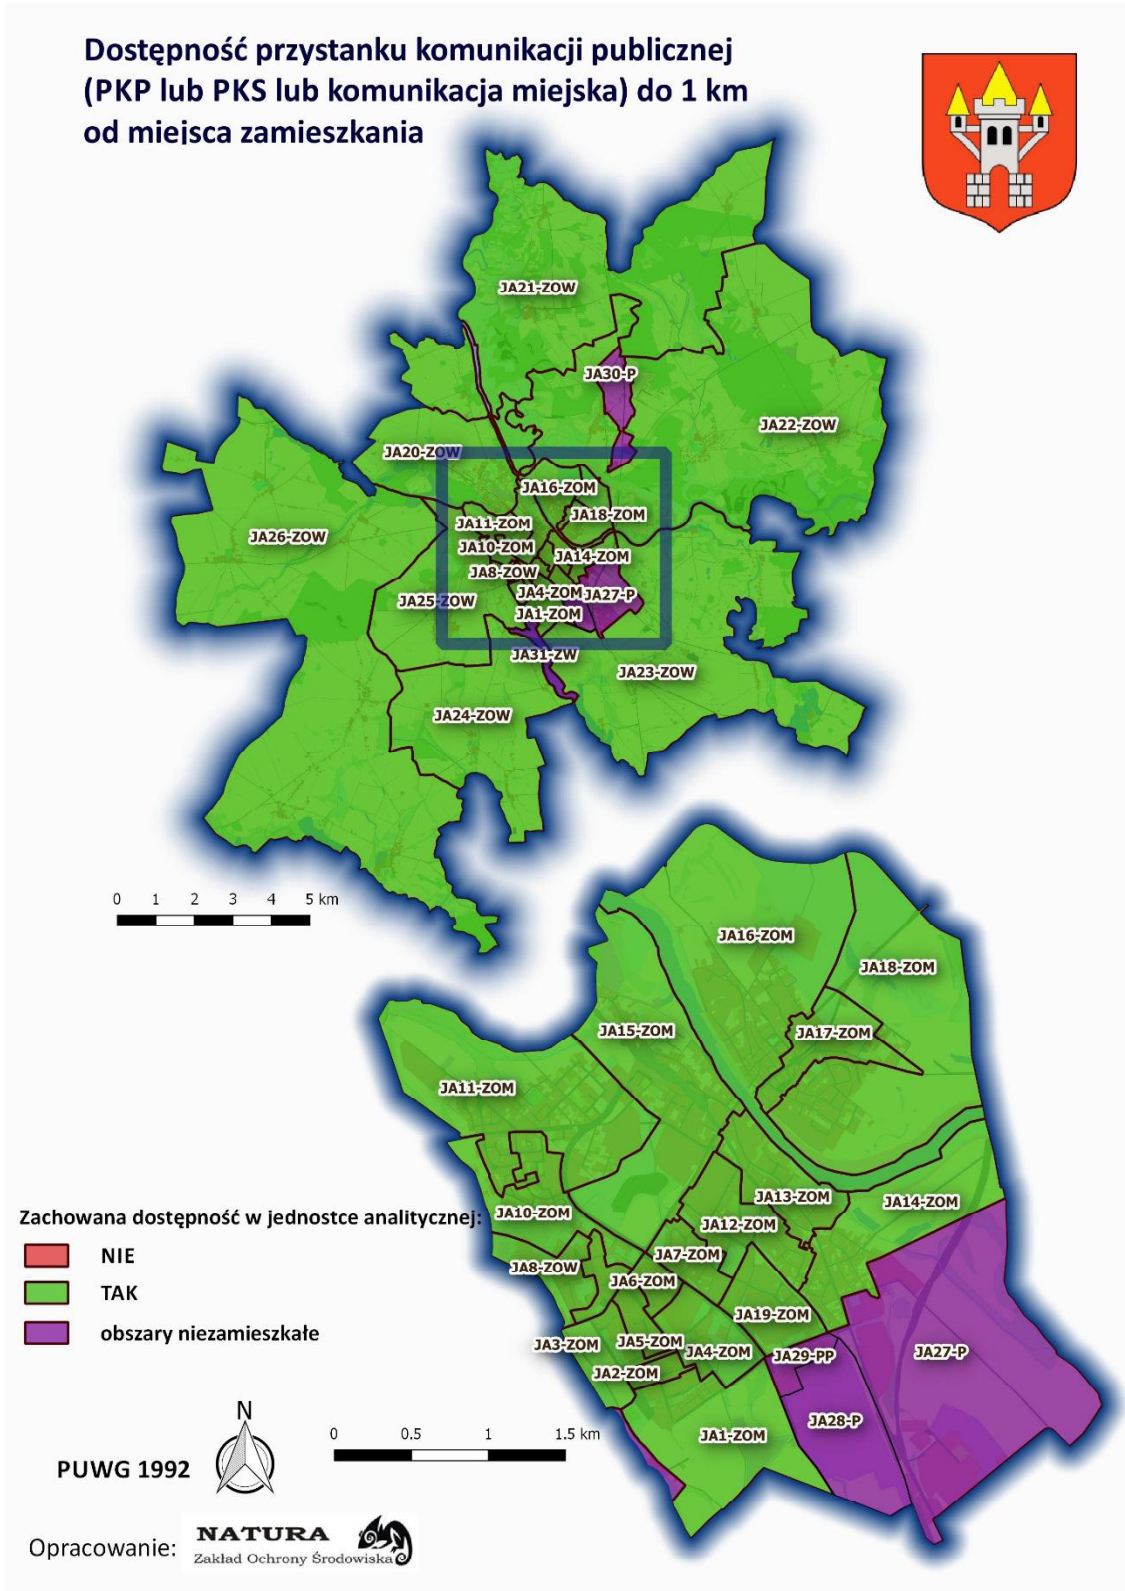 Dostępność przystanku komunikacji publicznej
(PKP lub PKS lub komunikacja miejska) do 1 km
od miejsca zamieszkania
JA21-ZOW
JA30-P
JA22-ZOW
JA20-ZOW
JA16-ZOM
JA18-ZOM
JA11-ZOM
JA26-ZOW
JA10-ZOM
JA14-ZOM
JA8-ZOW
JA4-ZOM
JA27-P
JA25-ZOW
JA1-ZOM
JA31-ZW
JA23-ZOW
JA24-ZOW
0 1 2 3 4 5 km
JA16-ZOM
JA18-ZOM
JA15-ZOM
JA17-ZOM
JA11-ZOM
JA13-ZOM
JA14-ZOM
JA10-ZOM
JA12-ZOM
JA7-ZOM
JA8-ZOW
JA6-ZOM
JA19-ZOM
JA3-ZOM
JA5-ZOM
JA4-ZOM
JA29-PP
JA27-P
JA2-ZOM
JA28-P
JA1-ZOM
Zachowana dostępność w jednostce analitycznej:
NIE
TAK
obszary niezamieszkałe
N
0 0.5 1 1.5 km
PUWG 1992
Opracowanie:
NATURA
Zakład Ochrony Środowiska